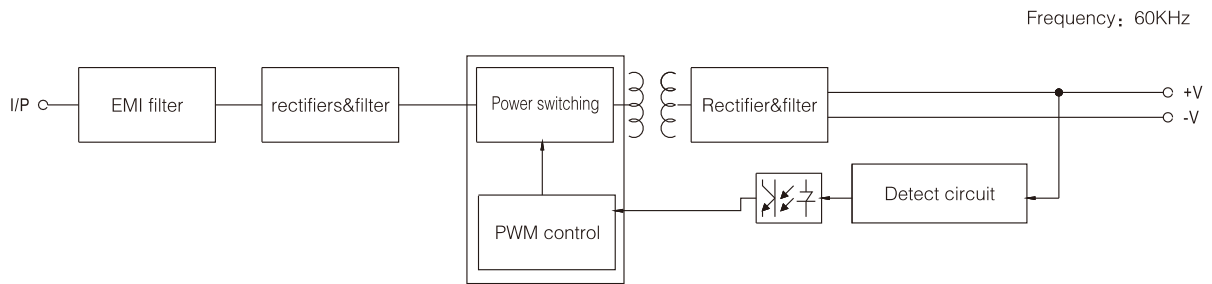 Frequency：60KHz
I/P
EMI filter
rectifiers&filter
Power switching
Rectifier&filter
+V
-V
Detect circuit
PWM control